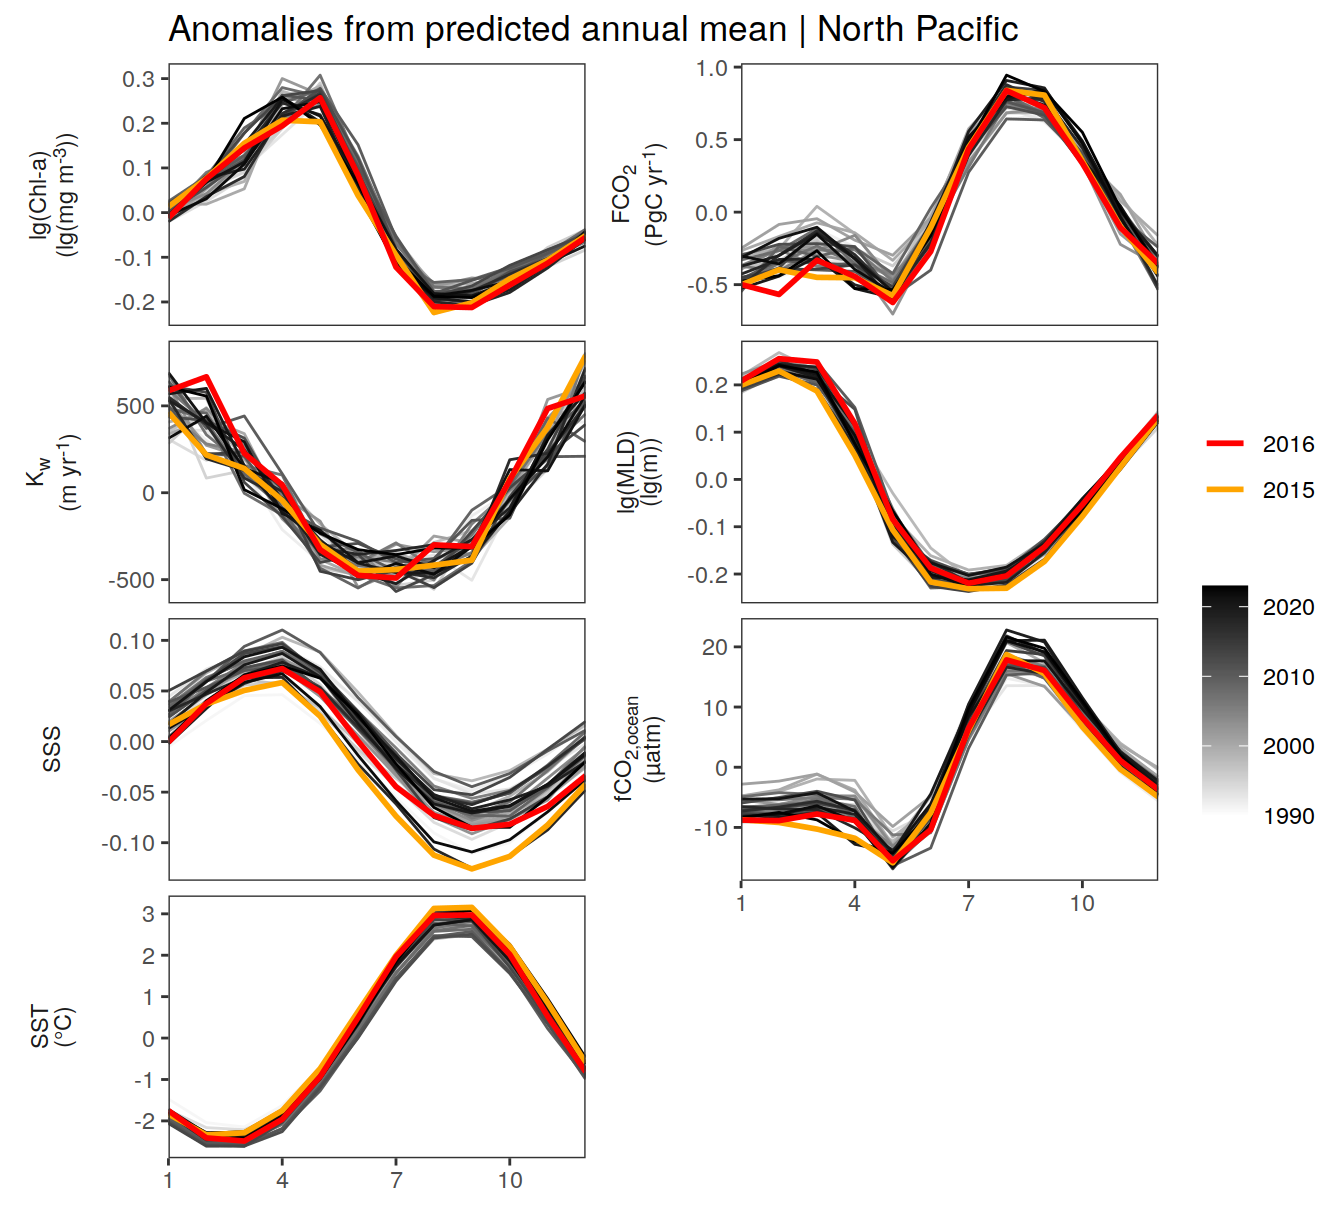 Anomalies from predicted annual mean | North Pacific
lg(Chl-a)
(lg(mg m⁻³))
0.3
0.2
0.1
0.0
-0.1
-0.2
FCO₂
(PgC yr⁻¹)
1.0
0.5
0.0
-0.5
Kw
(m yr⁻¹)
500
0
-500
lg(MLD)
(lg(m))
0.2
0.1
0.0
-0.1
-0.2
SSS
0.10
0.05
0.00
-0.05
-0.10
fCO2,ocean
(µatm)
20
10
0
-10
1 4 7 10
SST
(°C)
3
2
1
0
-1
-2
1 4 7 10
2016
2015
2020
2010
2000
1990